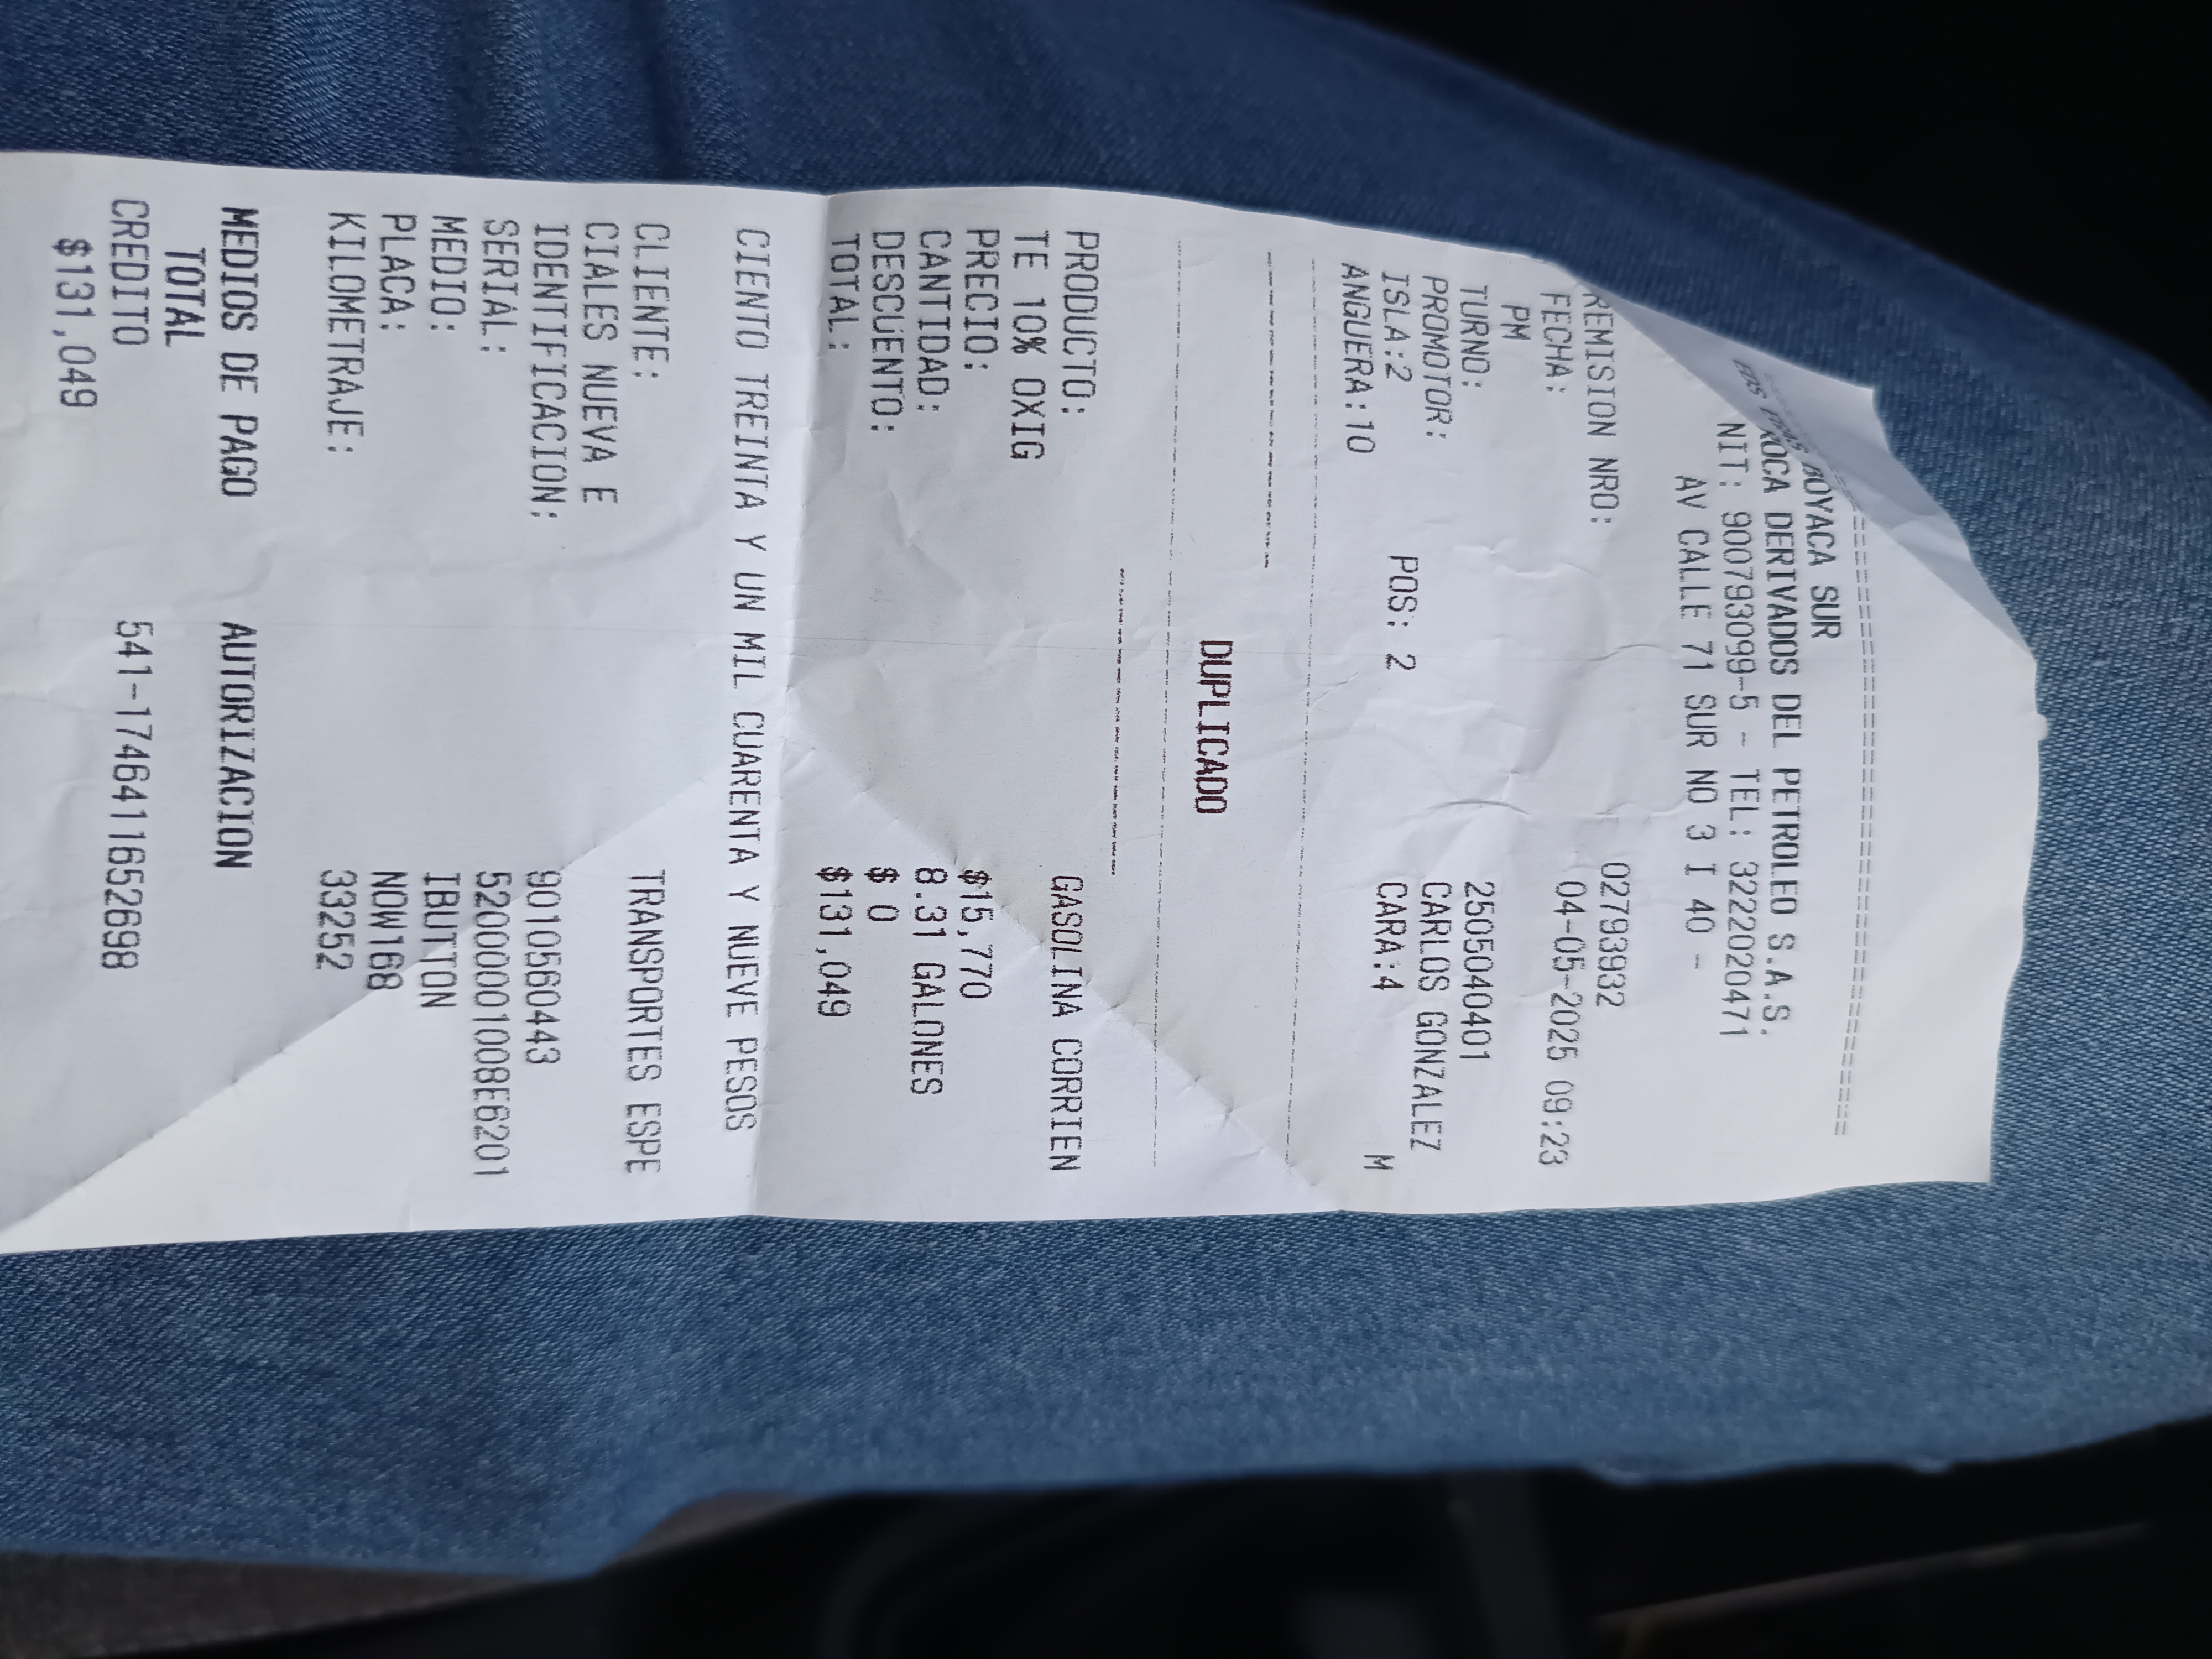 ================================
BOYACA SUR
ROCA DERIVADOS DEL PETROLEO S.A.S.
NIT: 900793099-5 - TEL: 3222020471
AV CALLE 71 SUR NO 3 I 40 -
REMISION NRO: 02793932
FECHA: 04-05-2025 09:23
PM
TURNO: 2505040401
PROMOTOR: CARLOS GONZALEZ
ISLA:2 POS: 2 CARA:4 M
ANGUERA:10
DUPLICADO
PRODUCTO: GASOLINA CORRIEN
TE 10% OXIG
PRECIO: $15,770
CANTIDAD: 8.31 GALONES
DESCUENTO: $ 0
TOTAL: $131,049
CIENTO TREINTA Y UN MIL CUARENTA Y NUEVE PESOS
CLIENTE: TRANSPORTES ESPE
CIALES NUEVA E
IDENTIFICACION: 9010560443
SERIAL: 520000001008E6201
MEDIO: IBUTTON
PLACA: NOW168
KILOMETRAJE: 33252
MEDIOS DE PAGO AUTORIZACION
TOTAL
CREDITO 541-1746411652698
$131,049